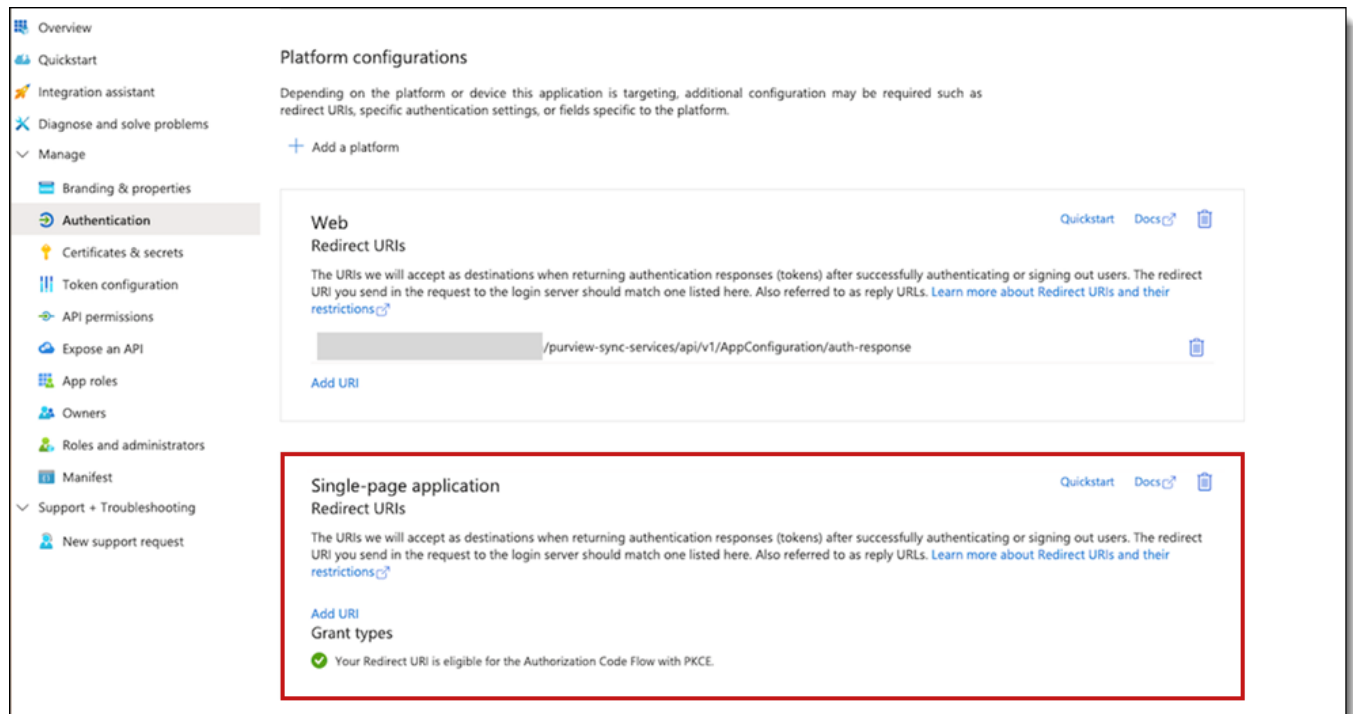 Overview
Quickstart
Integration assistant
Diagnose and solve problems
Manage
Branding & properties
Authentication
Certificates & secrets
Token configuration
API permissions
Expose an API
App roles
Owners
Roles and administrators
Manifest
Support + Troubleshooting
New support request
Platform configurations
Depending on the platform or device this application is targeting, additional configuration may be required such as
redirect URIs, specific authentication settings, or fields specific to the platform.
Add a platform
Web
Quickstart Docs
Redirect URIs
The URIs we will accept as destinations when returning authentication responses (tokens) after successfully authenticating or signing out users. The redirect
URI you send in the request to the login server should match one listed here. Also referred to as reply URLs. Learn more about Redirect URIs and their
restrictions
/purview-sync-services/api/v1/AppConfiguration/auth-response
Add URI
Single-page application
Quickstart Docs
Redirect URIs
The URIs we will accept as destinations when returning authentication responses (tokens) after successfully authenticating or signing out users. The redirect
URI you send in the request to the login server should match one listed here. Also referred to as reply URLs. Learn more about Redirect URIs and their
restrictions
Add URI
Grant types
Your Redirect URI is eligible for the Authorization Code Flow with PKCE.